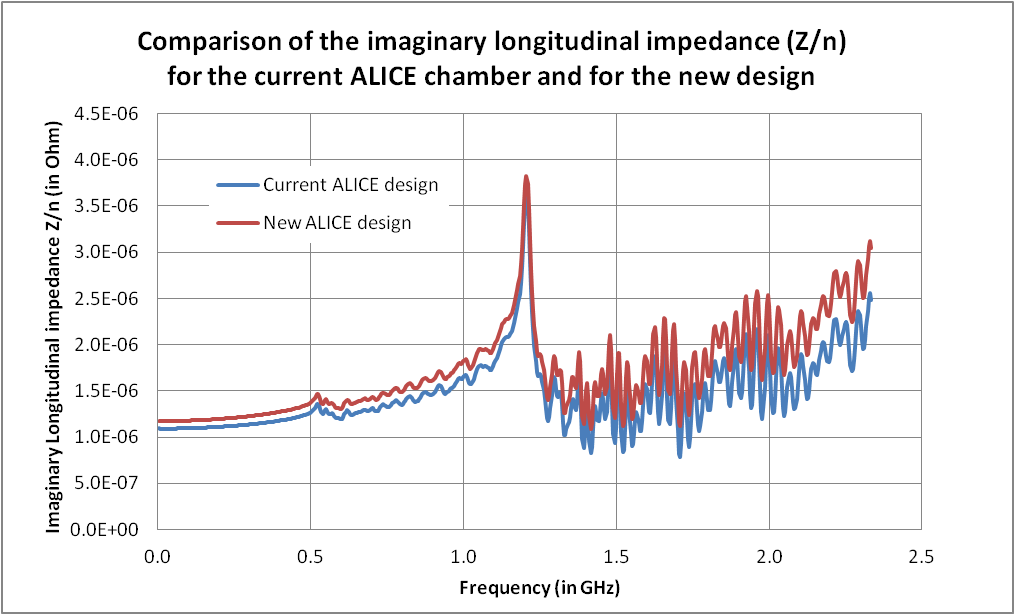 Comparison of the imaginary longitudinal impedance (Z/n)
for the current ALICE chamber and for the new design
Imaginary Longitudinal impedance Z/n (in Ohm)
4.5E-06
4.0E-06
3.5E-06
3.0E-06
2.5E-06
2.0E-06
1.5E-06
1.0E-06
5.0E-07
0.0E+00
Current ALICE design
New ALICE design
0.0 0.5 1.0 1.5 2.0 2.5
Frequency (in GHz)